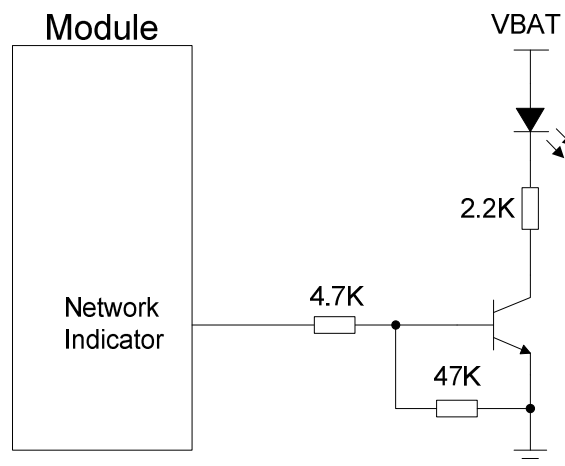 Module
VBAT
2.2K
4.7K
Network
Indicator
47K